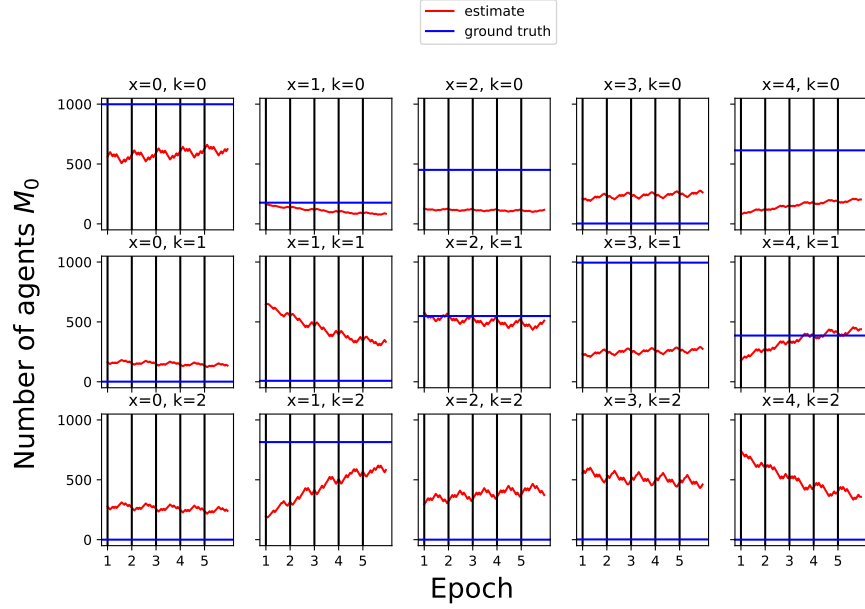 estimate
ground truth
x=0, k=0
x=1, k=0
x=2, k=0
x=3, k=0
x=4, k=0
1000
500
0
x=0, k=1
x=1, k=1
x=2, k=1
x=3, k=1
x=4, k=1
1000
500
0
x=0, k=2
x=1, k=2
x=2, k=2
x=3, k=2
x=4, k=2
1000
500
0
1 2 3 4 5
1 2 3 4 5
1 2 3 4 5
1 2 3 4 5
1 2 3 4 5
Number of agents M₀
Epoch